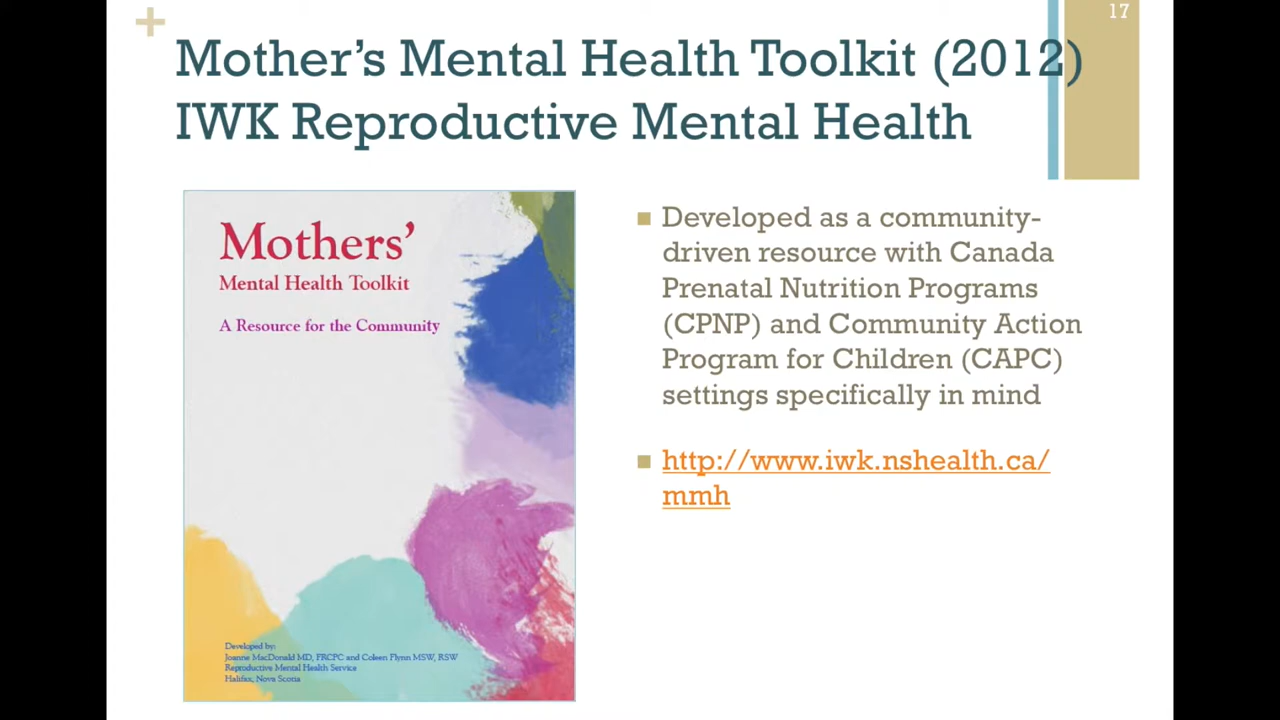 17
Mother's Mental Health Toolkit (2012)
IWK Reproductive Mental Health
Mothers'
Mental Health Toolkit
A Resource for the Community
Developed by:
Joanne MacDonald MD, FRCPC and Coleen Flynn MSW, RSW
Reproductive Mental Health Service
Halifax, Nova Scotia
Developed as a community-
driven resource with Canada
Prenatal Nutrition Programs
(CPNP) and Community Action
Program for Children (CAPC)
settings specifically in mind
http://www.iwk.nshealth.ca/
mmh